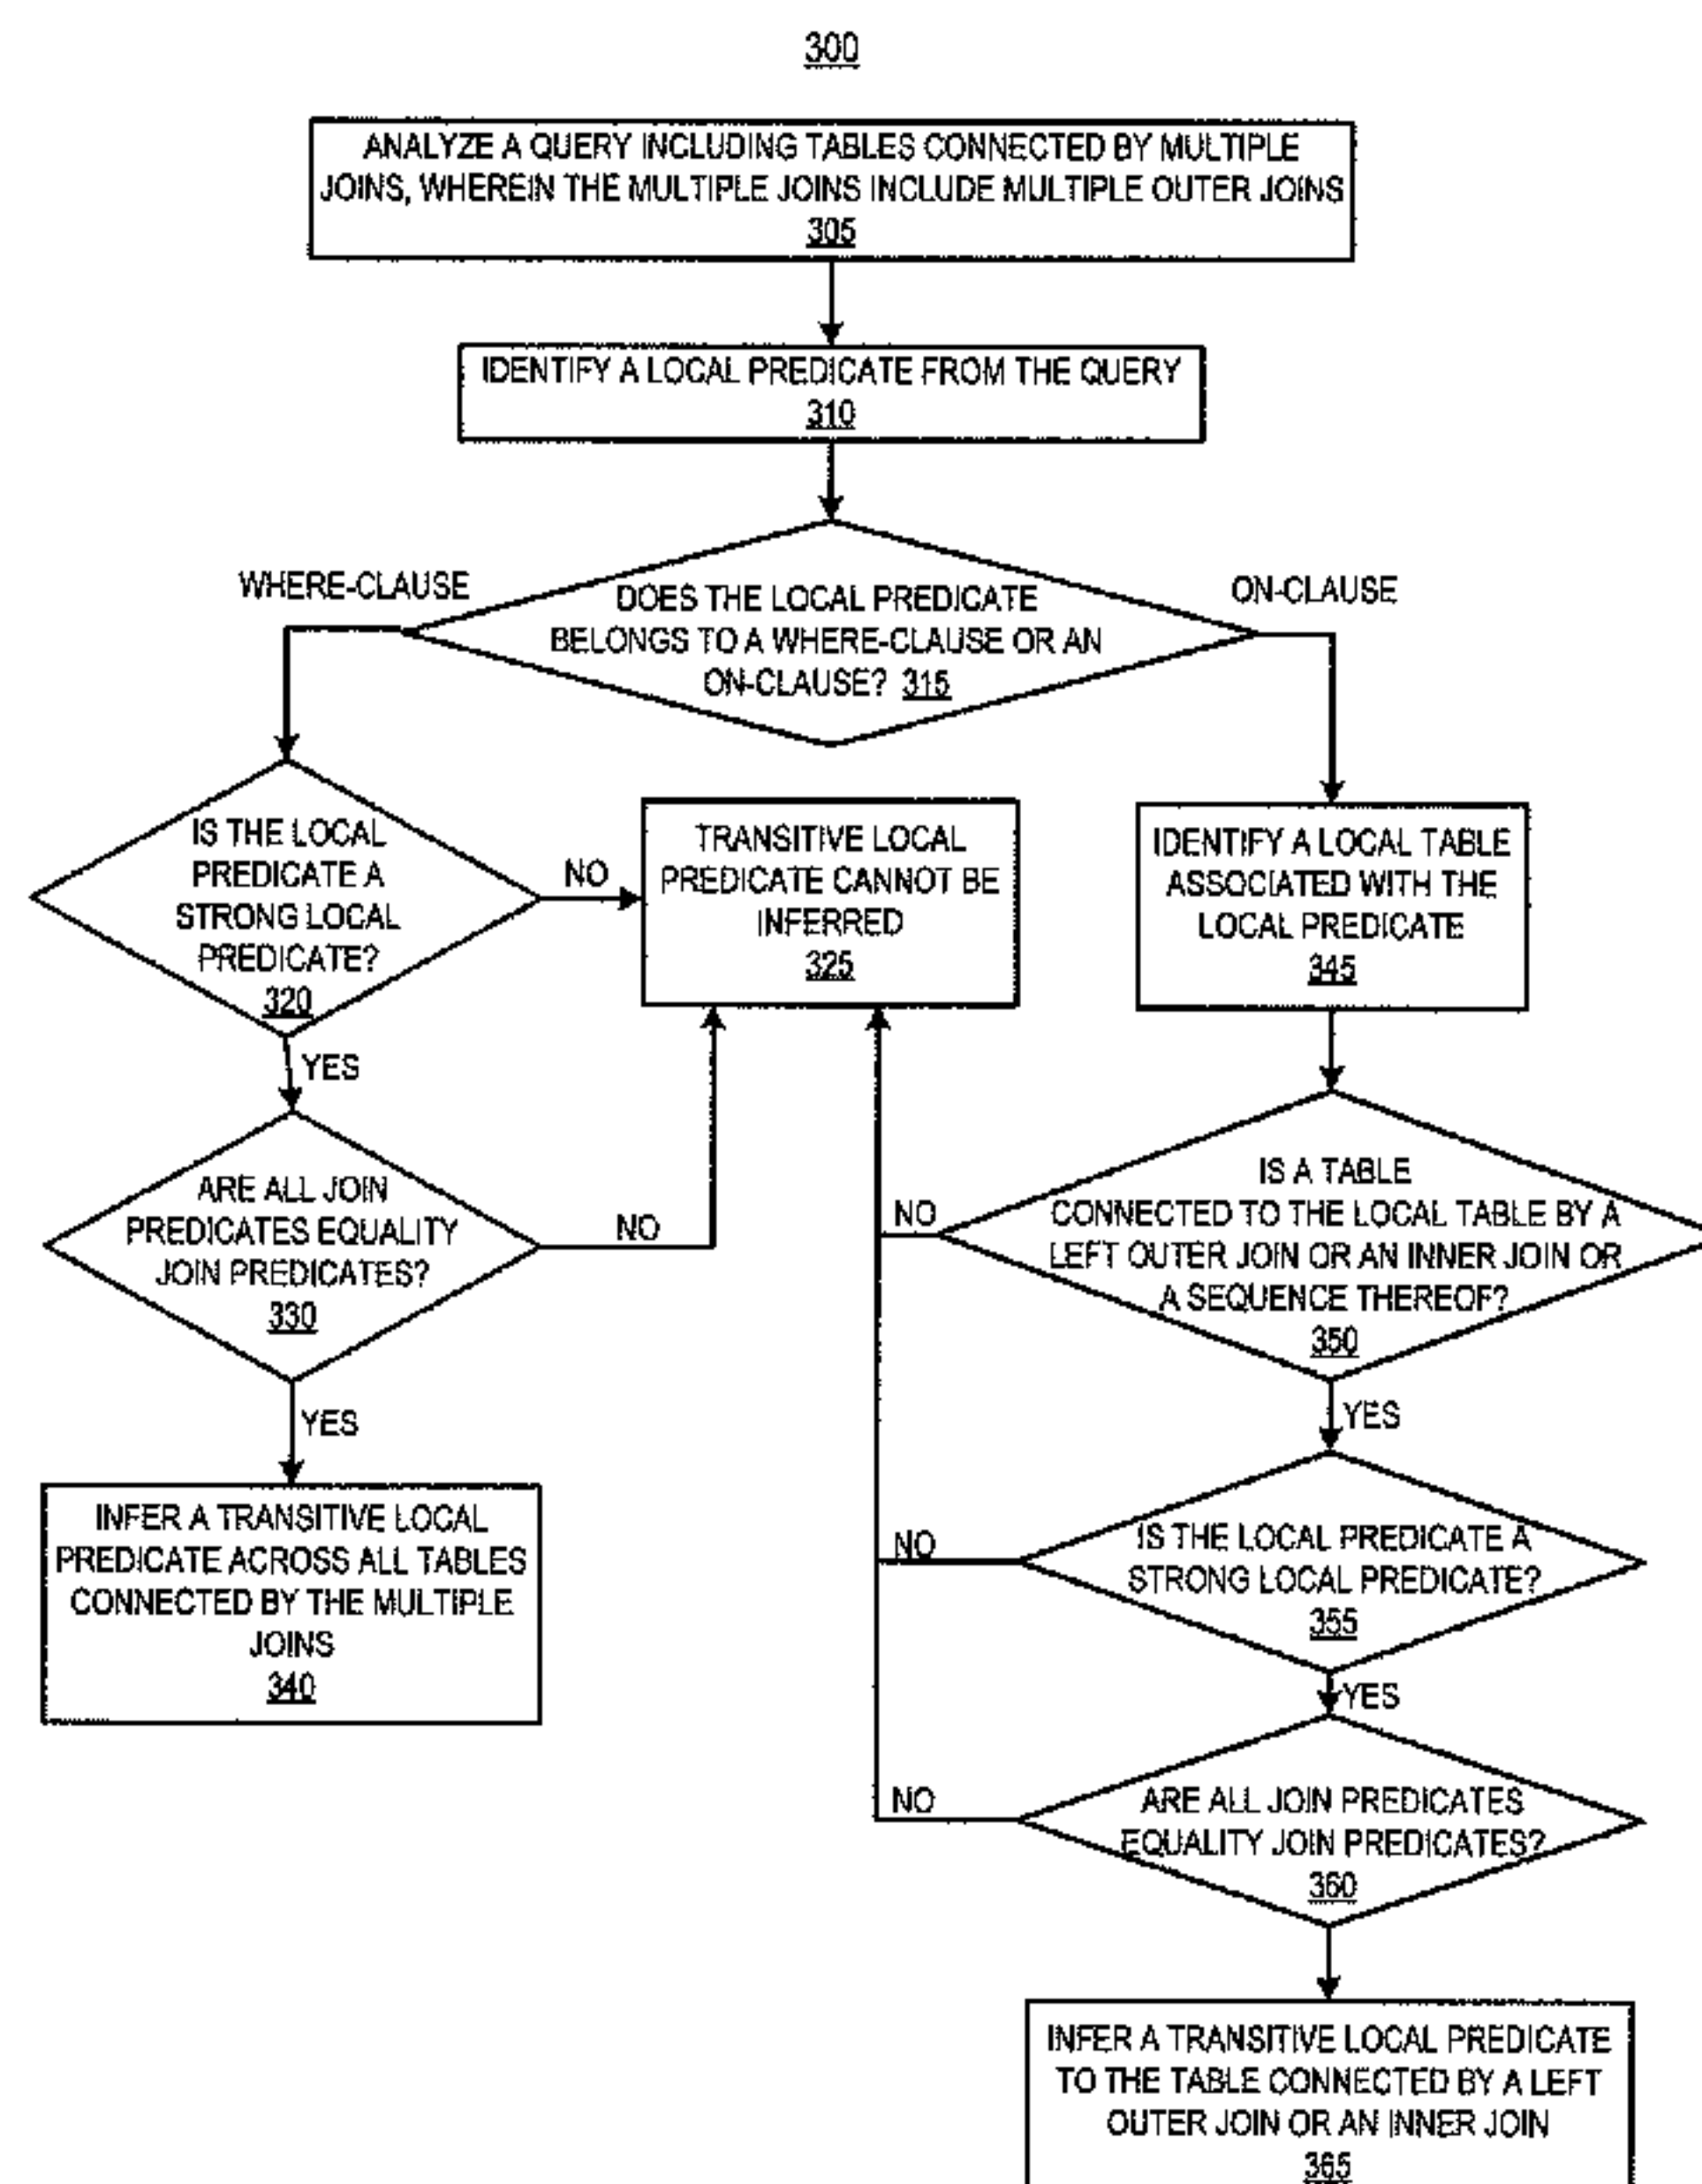 300
ANALYZE A QUERY INCLUDING TABLES CONNECTED BY MULTIPLE
JOINS, WHEREIN THE MULTIPLE JOINS INCLUDE MULTIPLE OUTER JOINS
305
IDENTIFY A LOCAL PREDICATE FROM THE QUERY
310
WHERE-CLAUSE
DOES THE LOCAL PREDICATE
BELONGS TO A WHERE-CLAUSE OR AN
ON-CLAUSE? 315
ON-CLAUSE
IS THE LOCAL
PREDICATE A
STRONG LOCAL
PREDICATE?
320
NO
TRANSITIVE LOCAL
PREDICATE CANNOT BE
INFERRED
325
IDENTIFY A LOCAL TABLE
ASSOCIATED WITH THE
LOCAL PREDICATE
345
YES
ARE ALL JOIN
PREDICATES EQUALITY
JOIN PREDICATES?
330
NO
NO
IS A TABLE
CONNECTED TO THE LOCAL TABLE BY A
LEFT OUTER JOIN OR AN INNER JOIN OR
A SEQUENCE THEREOF?
350
YES
YES
INFER A TRANSITIVE LOCAL
PREDICATE ACROSS ALL TABLES
CONNECTED BY THE MULTIPLE
JOINS
340
NO
IS THE LOCAL PREDICATE A
STRONG LOCAL PREDICATE?
355
YES
NO
ARE ALL JOIN PREDICATES
EQUALITY JOIN PREDICATES?
360
INFER A TRANSITIVE LOCAL PREDICATE
TO THE TABLE CONNECTED BY A LEFT
OUTER JOIN OR AN INNER JOIN
365